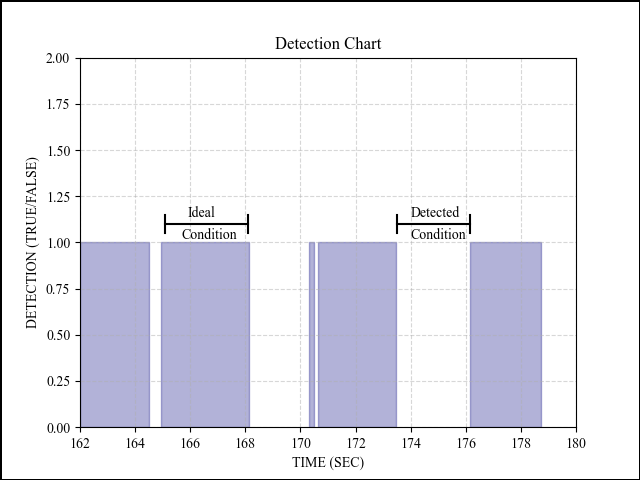 Detection Chart
2.00
1.75
1.50
1.25
1.00
0.75
0.50
0.25
0.00
DETECTION (TRUE/FALSE)
Ideal
Condition
Detected
Condition
162 164 166 168 170 172 174 176 178 180
TIME (SEC)